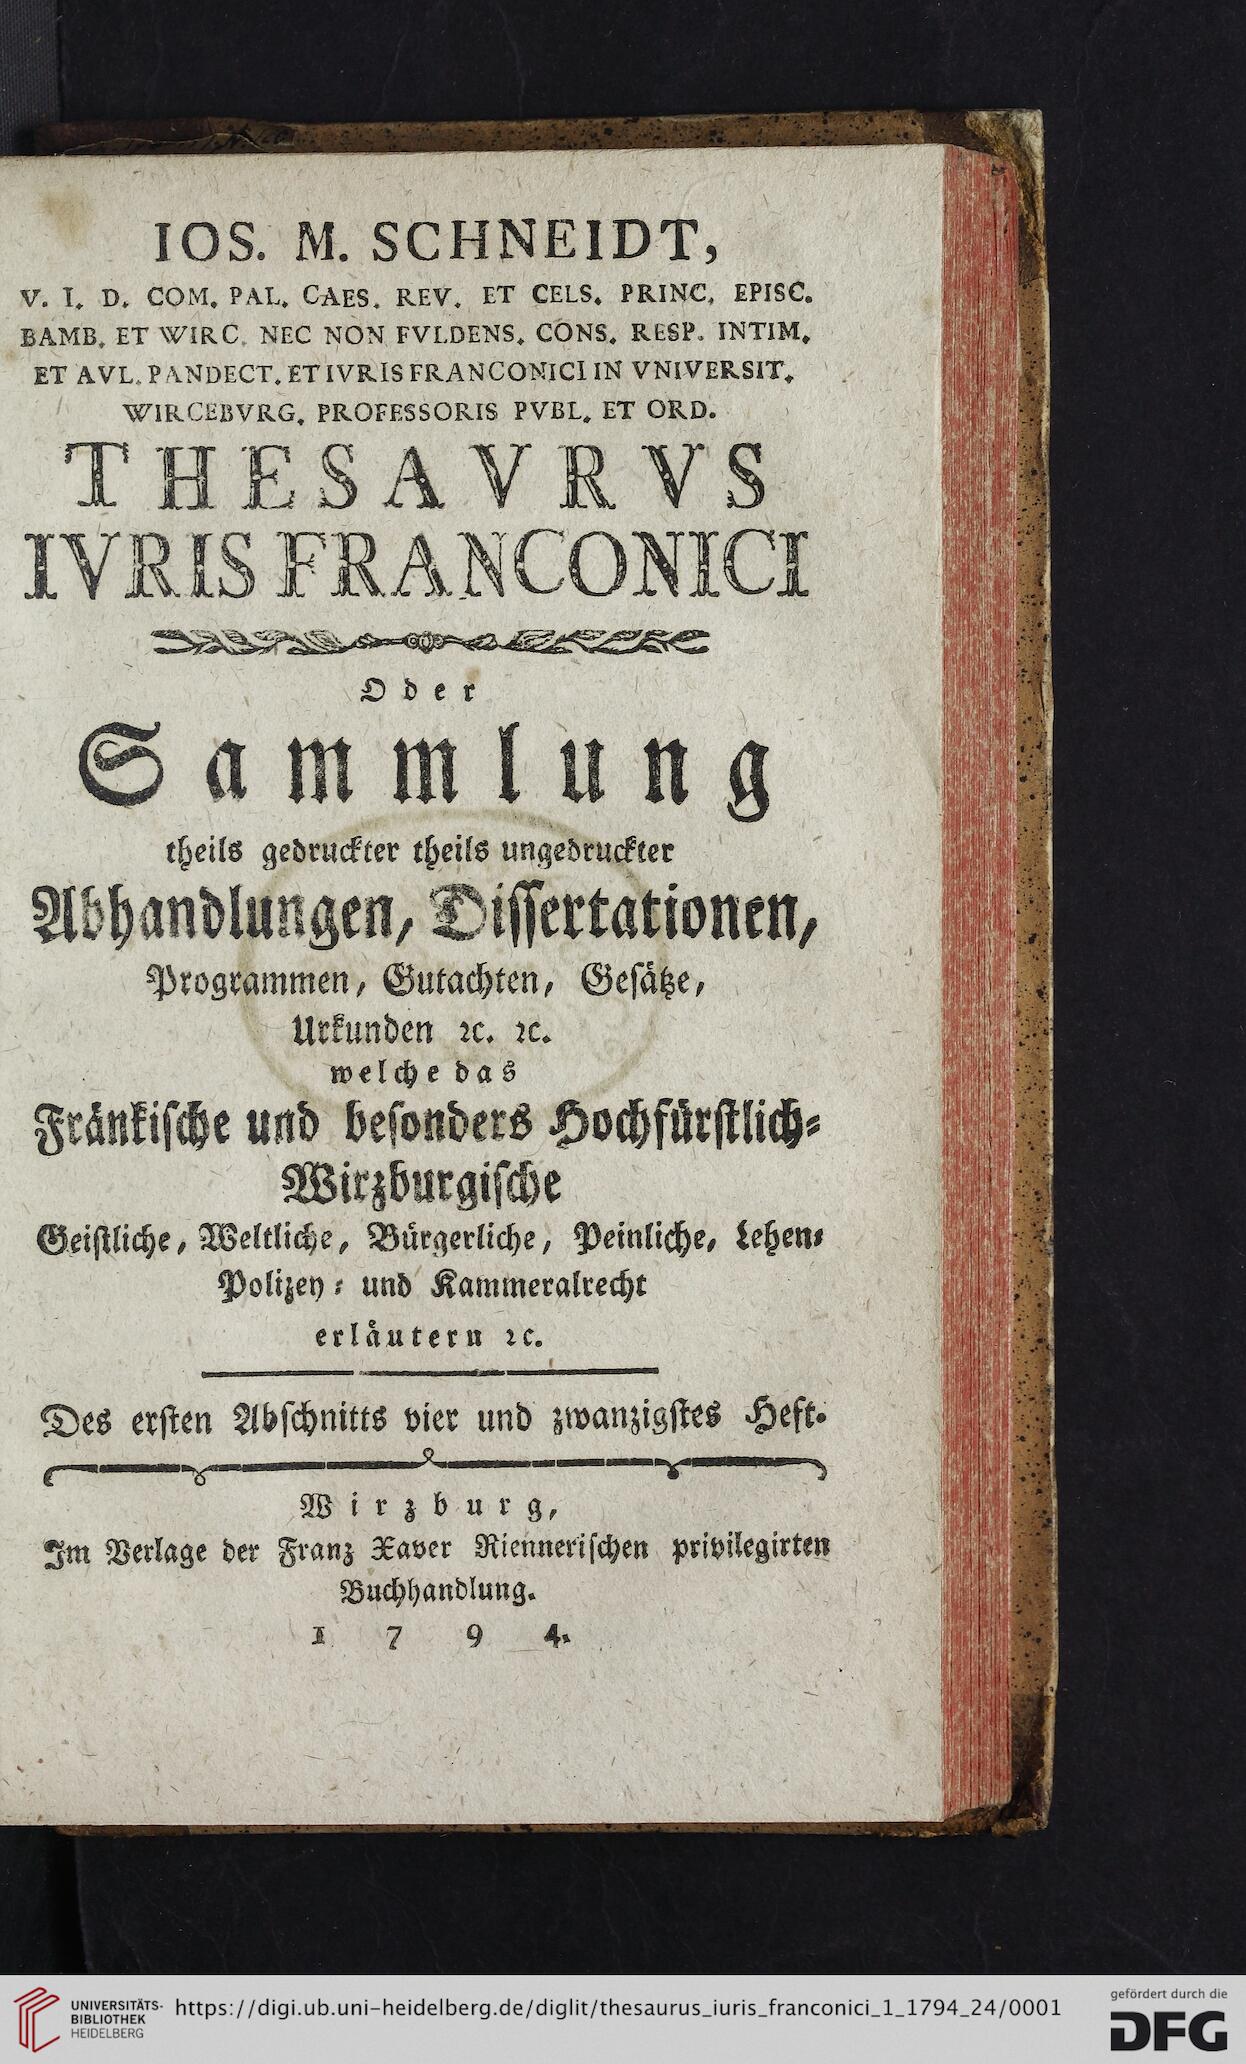 IOS. M. SCHNEIDT,
V. I. D. COM. PAL. CAES. REV. ET CELS. PRINC. EPISC.
BAMB. ET WIRC. NEC NON FVLDENS. CONS. RESP. INTIM.
ET AVL. PANDECT. ET IVRIS FRANCONICI IN VNIVERSIT.
WIRCEBVRG. PROFESSORIS PVBL. ET ORD.
THESAVRVS
IVRIS FRANCONICI
Oder
Sammlung
theils gedruckter theils ungedruckter
Abhandlungen, Dissertationen,
Programmen, Gutachten, Gesätze,
Urkunden ꝛc. ꝛc.
welche das
Fränkische und besonders Hochfürstlich-
Wirzburgische
Geistliche, Weltliche, Bürgerliche, Peinliche, Lehen-
Polizey- und Kammeralrecht
erläutern ꝛc.
Des ersten Abschnitts vier und zwanzigstes Heft.
Wirzburg,
Im Verlage der Franz Xaver Riennerischen privilegirten
Buchhandlung.
1794.
UNIVERSITÄTS-
BIBLIOTHEK
HEIDELBERG
https://digi.ub.uni-heidelberg.de/diglit/thesaurus_iuris_franconici_1_1794_24/0001
gefördert durch die
DFG